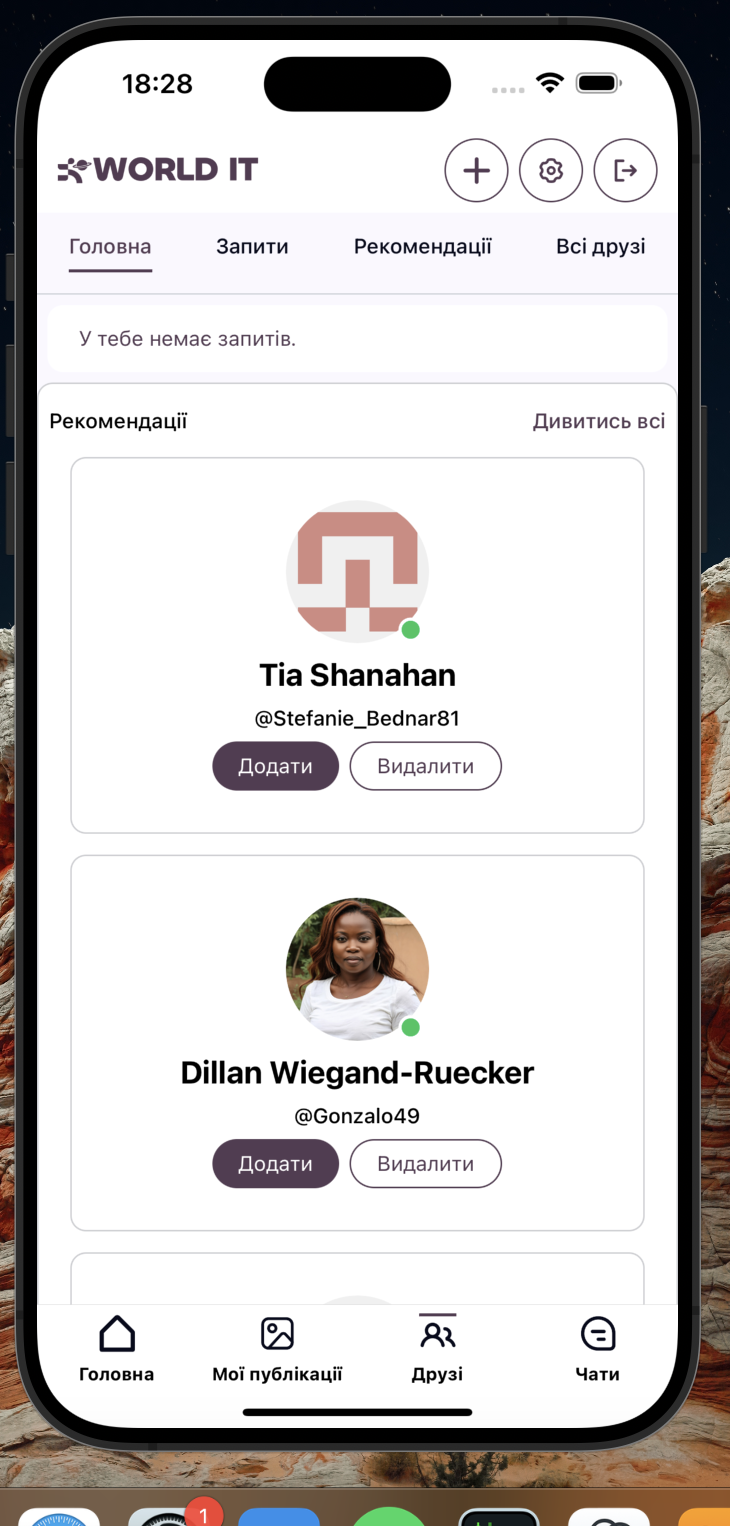 18:28
WORLD IT
Головна Запити Рекомендації Всі друзі
У тебе немає запитів.
Рекомендації Дивитись всі
Tia Shanahan
@Stefanie_Bednar81
Додати Видалити
Dillan Wiegand-Ruecker
@Gonzalo49
Додати Видалити
Головна Мої публікації Друзі Чати
1